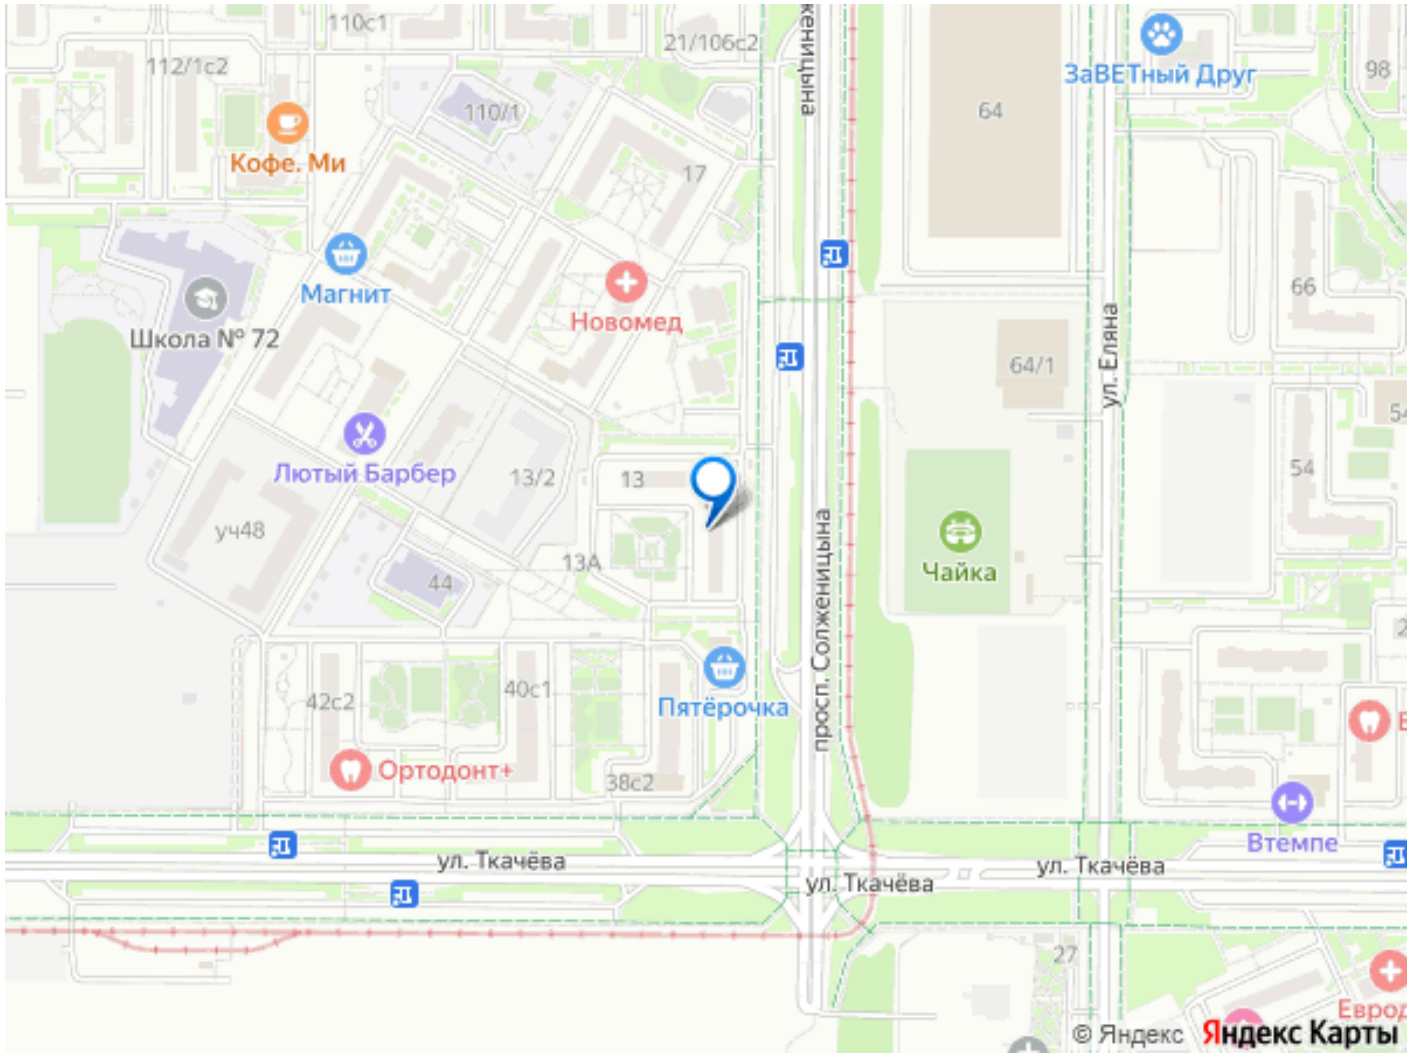 110с1
21/106с2
112/1с2
ЗаВЕТный Друг
98
64
110/1
Кофе. Ми
17
Магнит
Новомед
Школа № 72
66
ул. Еляна
64/1
Лютый Барбер
13/2
13
54
уч48
13А
44
Чайка
просп. Солженицына
42с2
40с1
Пятёрочка
Ортодонт+
38с2
Втемпе
ул. Ткачёва
ул. Ткачёва
ул. Ткачёва
27
© Яндекс Яндекс Карты